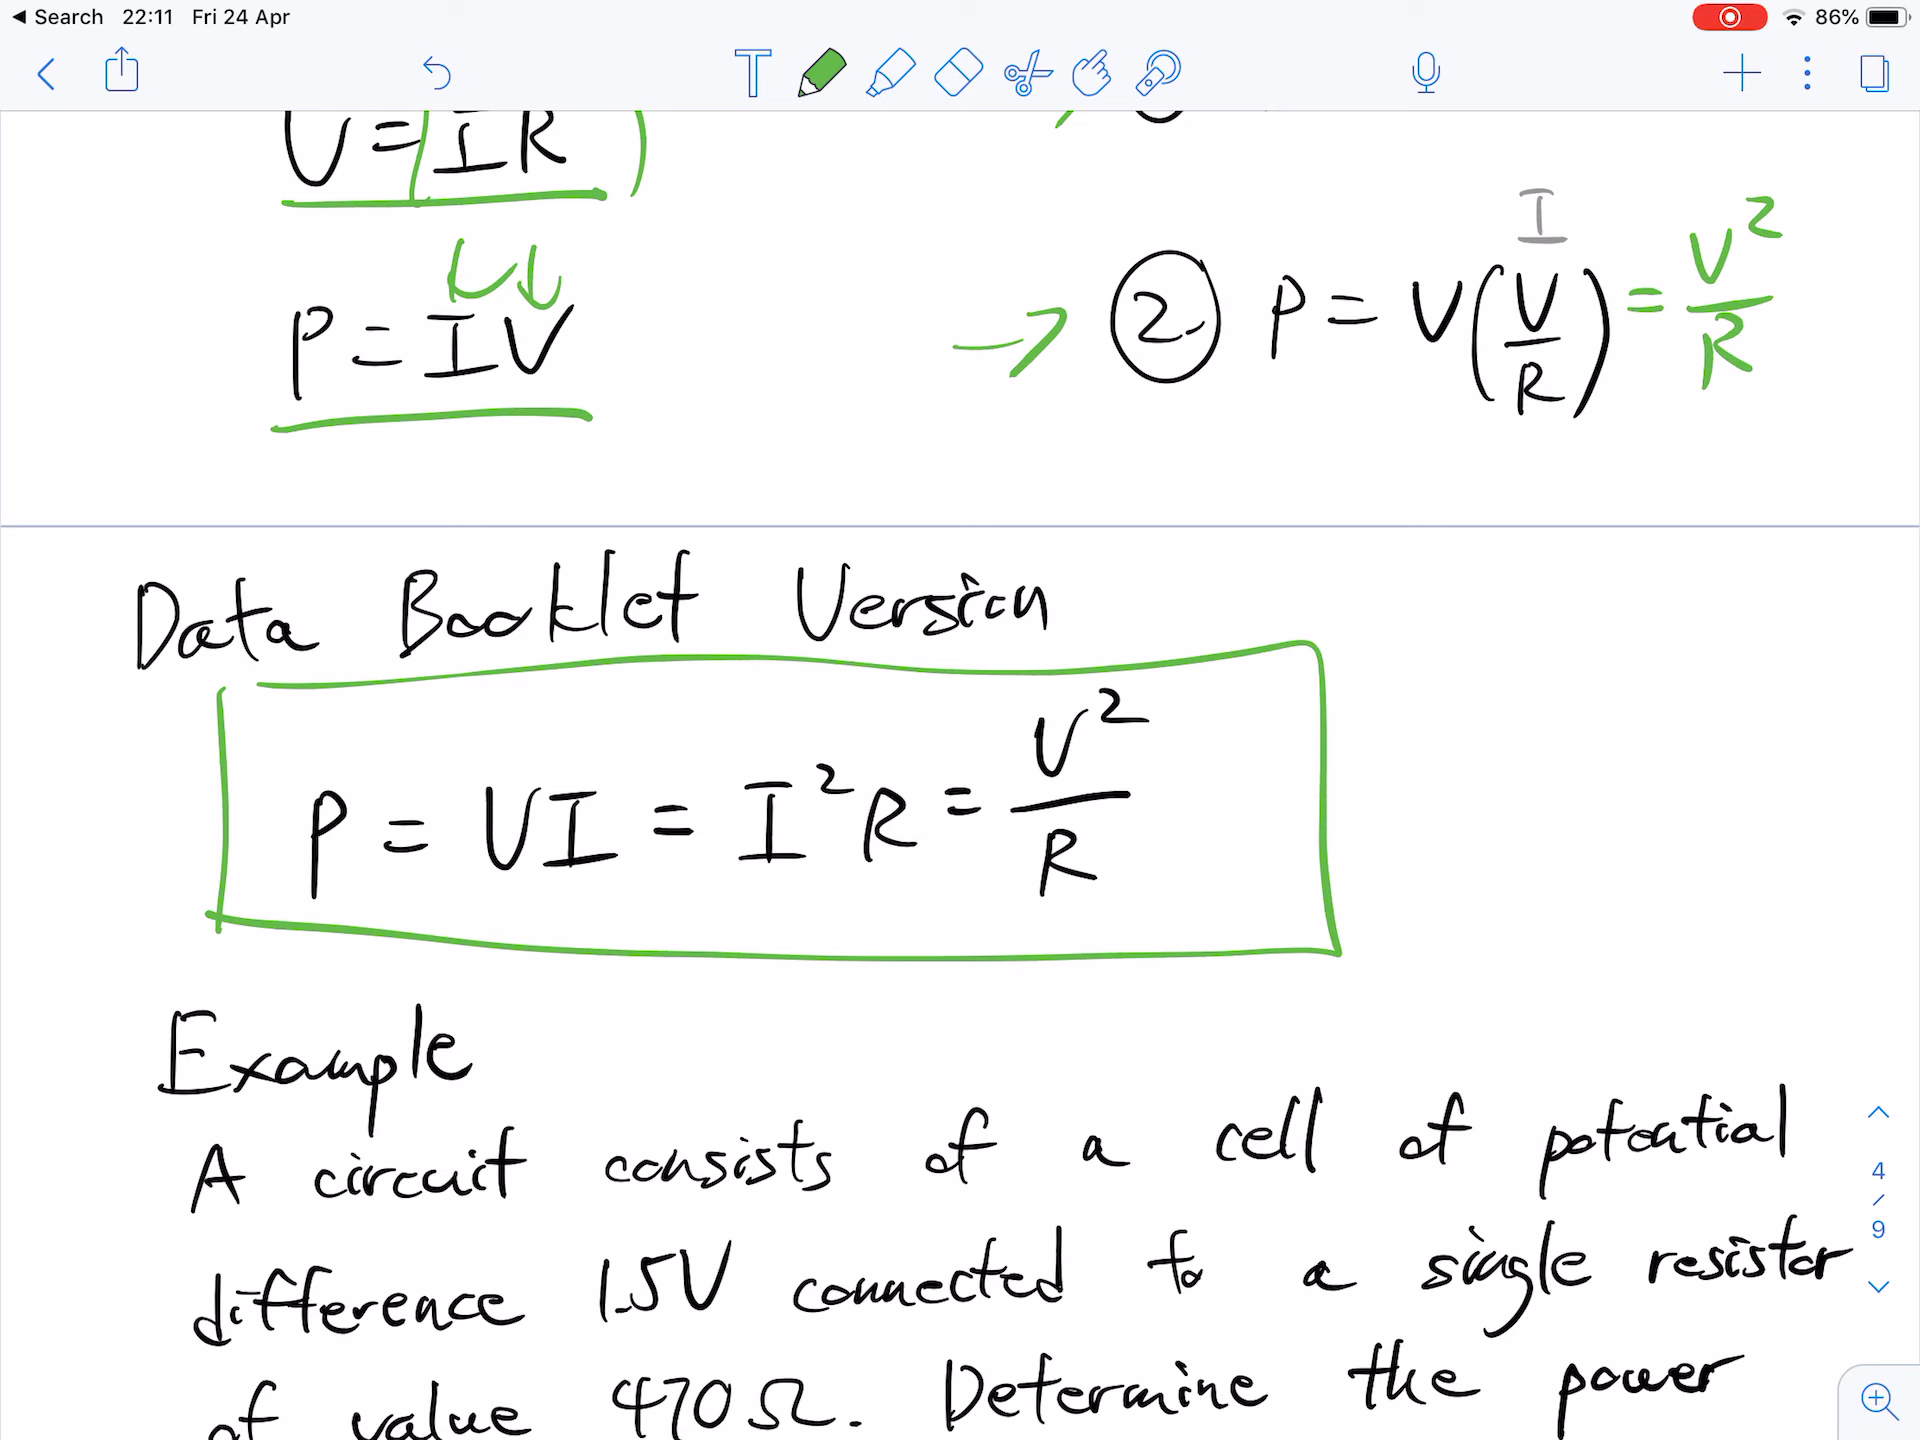 Search 22:11 Fri 24 Apr
86%
V = IR
I
P = IV
→ 2. P = V(V/R) = V²/R
Data Booklet Version
P = VI = I²R = V²/R
Example
A circuit consists of a cell of potential
difference 1.5V connected to a single resistor
of value 470Ω. Determine the power
4
/
9